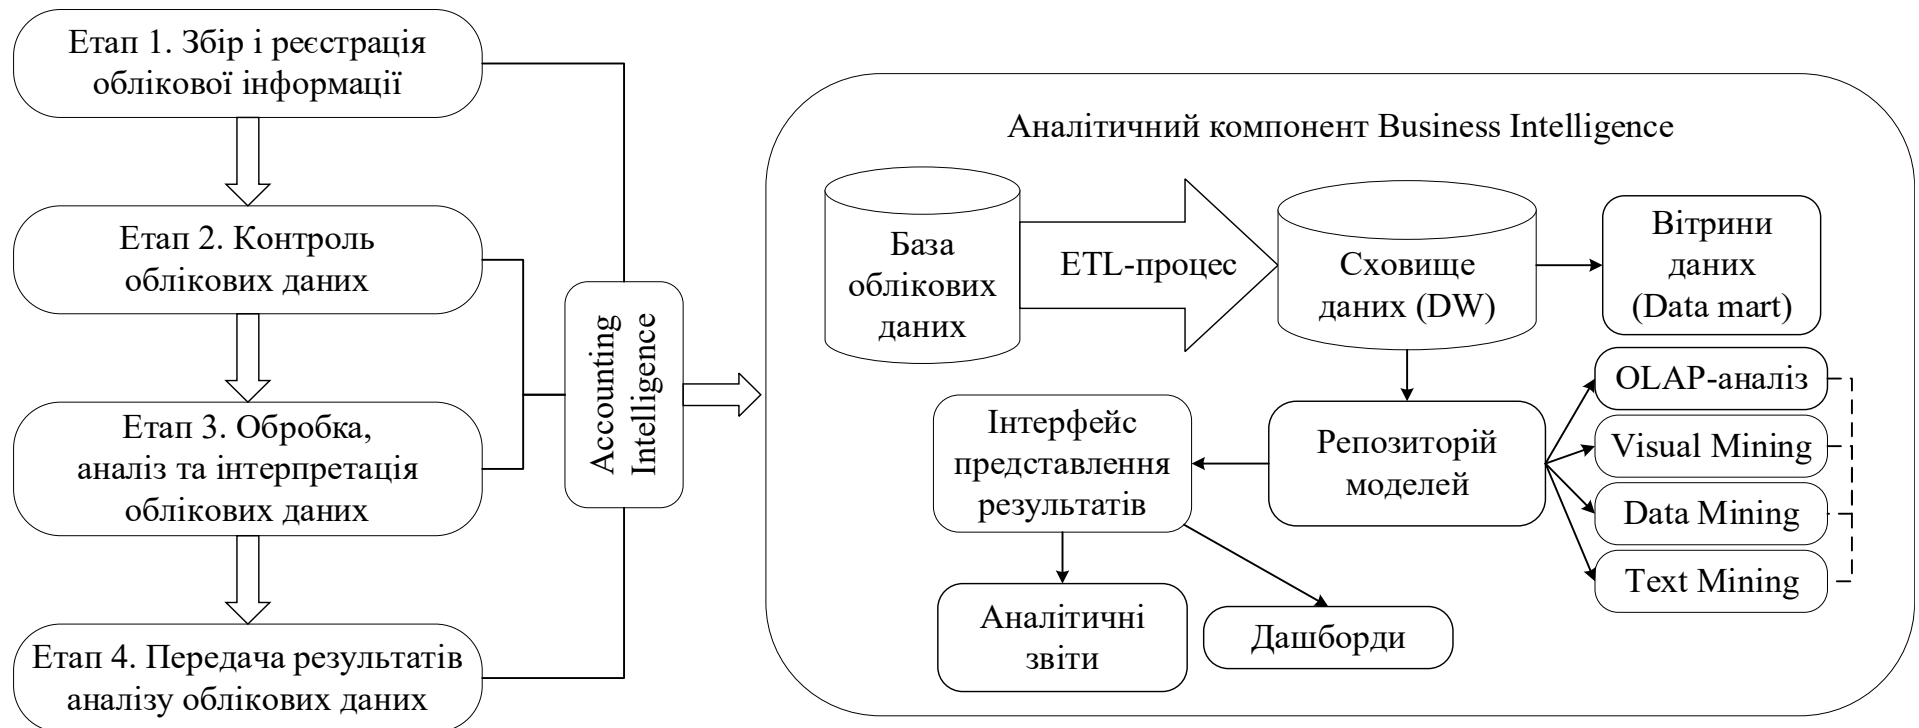 Етап 1. Збір і реєстрація
облікової інформації
Етап 2. Контроль
облікових даних
Етап 3. Обробка,
аналіз та інтерпретація
облікових даних
Етап 4. Передача результатів
аналізу облікових даних
Accounting
Intelligence
Аналітичний компонент Business Intelligence
База
облікових
даних
ETL-процес
Сховище
даних (DW)
Вітрини
даних
(Data mart)
OLAP-аналіз
Visual Mining
Data Mining
Text Mining
Репозиторій
моделей
Інтерфейс
представлення
результатів
Аналітичні
звіти
Дашборди